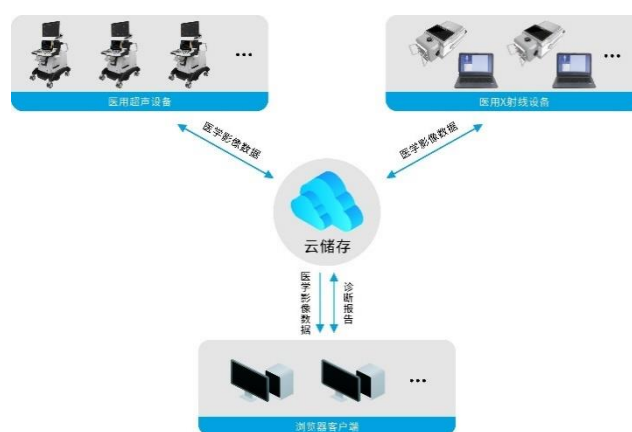 医用超声设备
医用X射线设备
医学影像数据
医学影像数据
云储存
医学影像数据
诊断报告
浏览器客户端